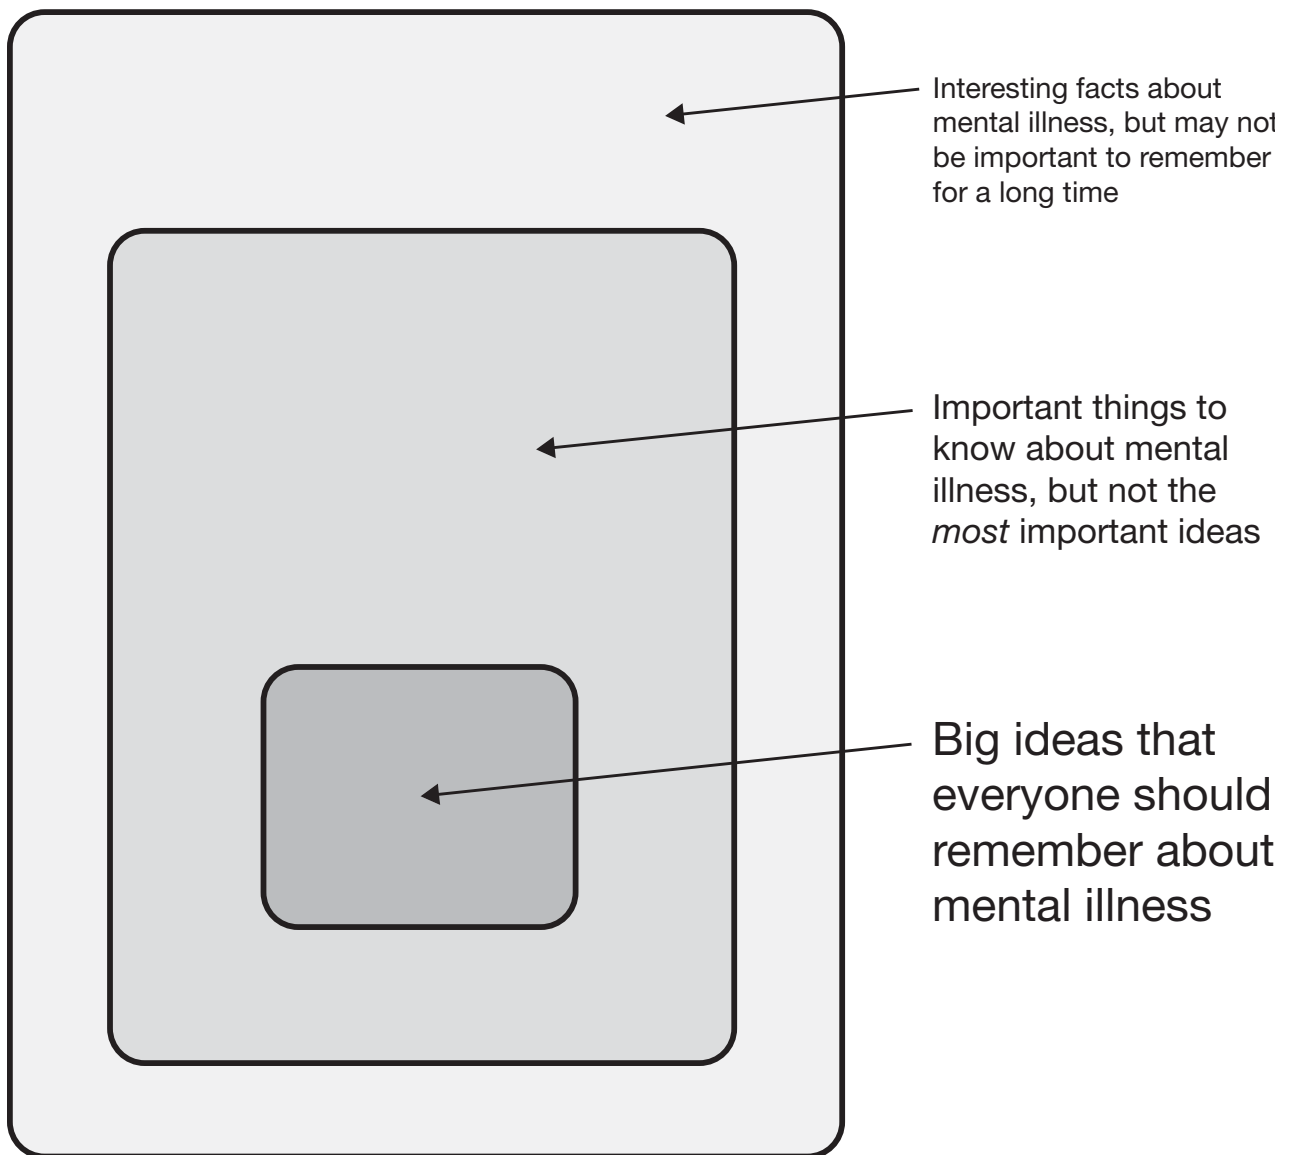 Interesting facts about
mental illness, but may not
be important to remember
for a long time
Important things to
know about mental
illness, but not the
most important ideas
Big ideas that
everyone should
remember about
mental illness